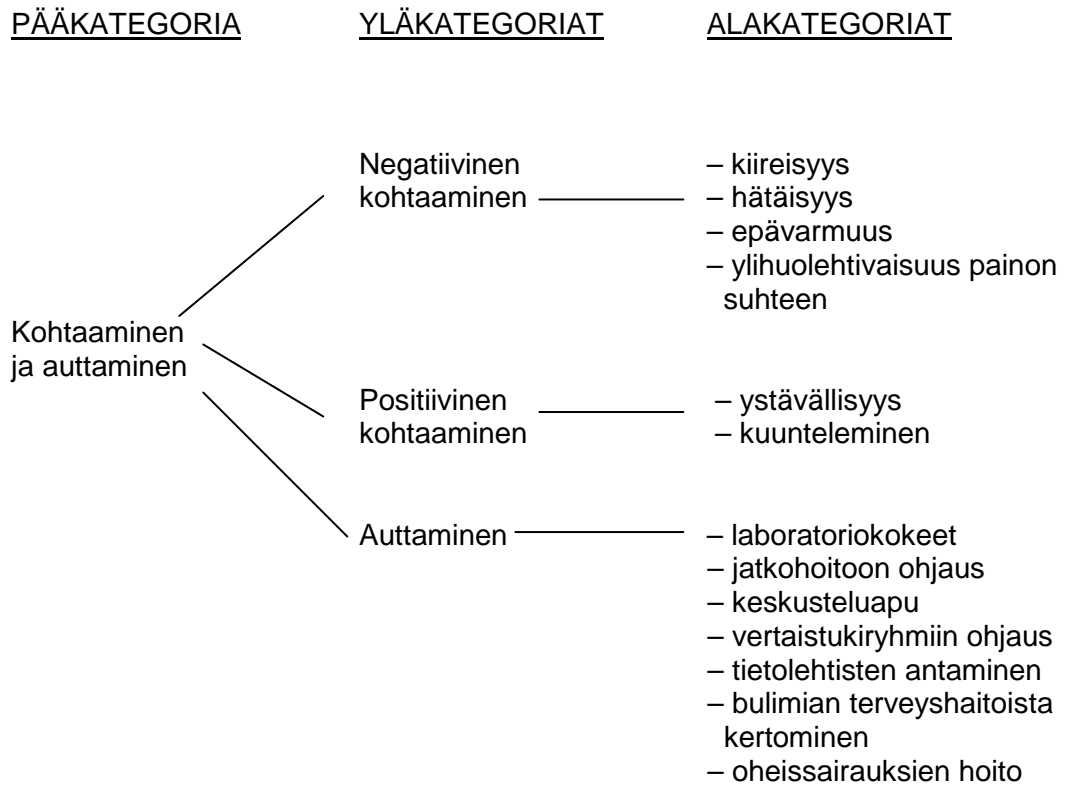 PÄÄKATEGORIA YLÄKATEGORIAT ALAKATEGORIAT
Negatiivinen
kohtaaminen
– kiireisyys
– hätäisyys
– epävarmuus
– ylihuolehtivaisuus painon
suhteen
Kohtaaminen
ja auttaminen
Positiivinen
kohtaaminen
– ystävällisyys
– kuunteleminen
Auttaminen
– laboratoriokokeet
– jatkohoitoon ohjaus
– keskusteluapu
– vertaistukiryhmiin ohjaus
– tietolehtisten antaminen
– bulimian terveyshaitoista
kertominen
– oheissairauksien hoito